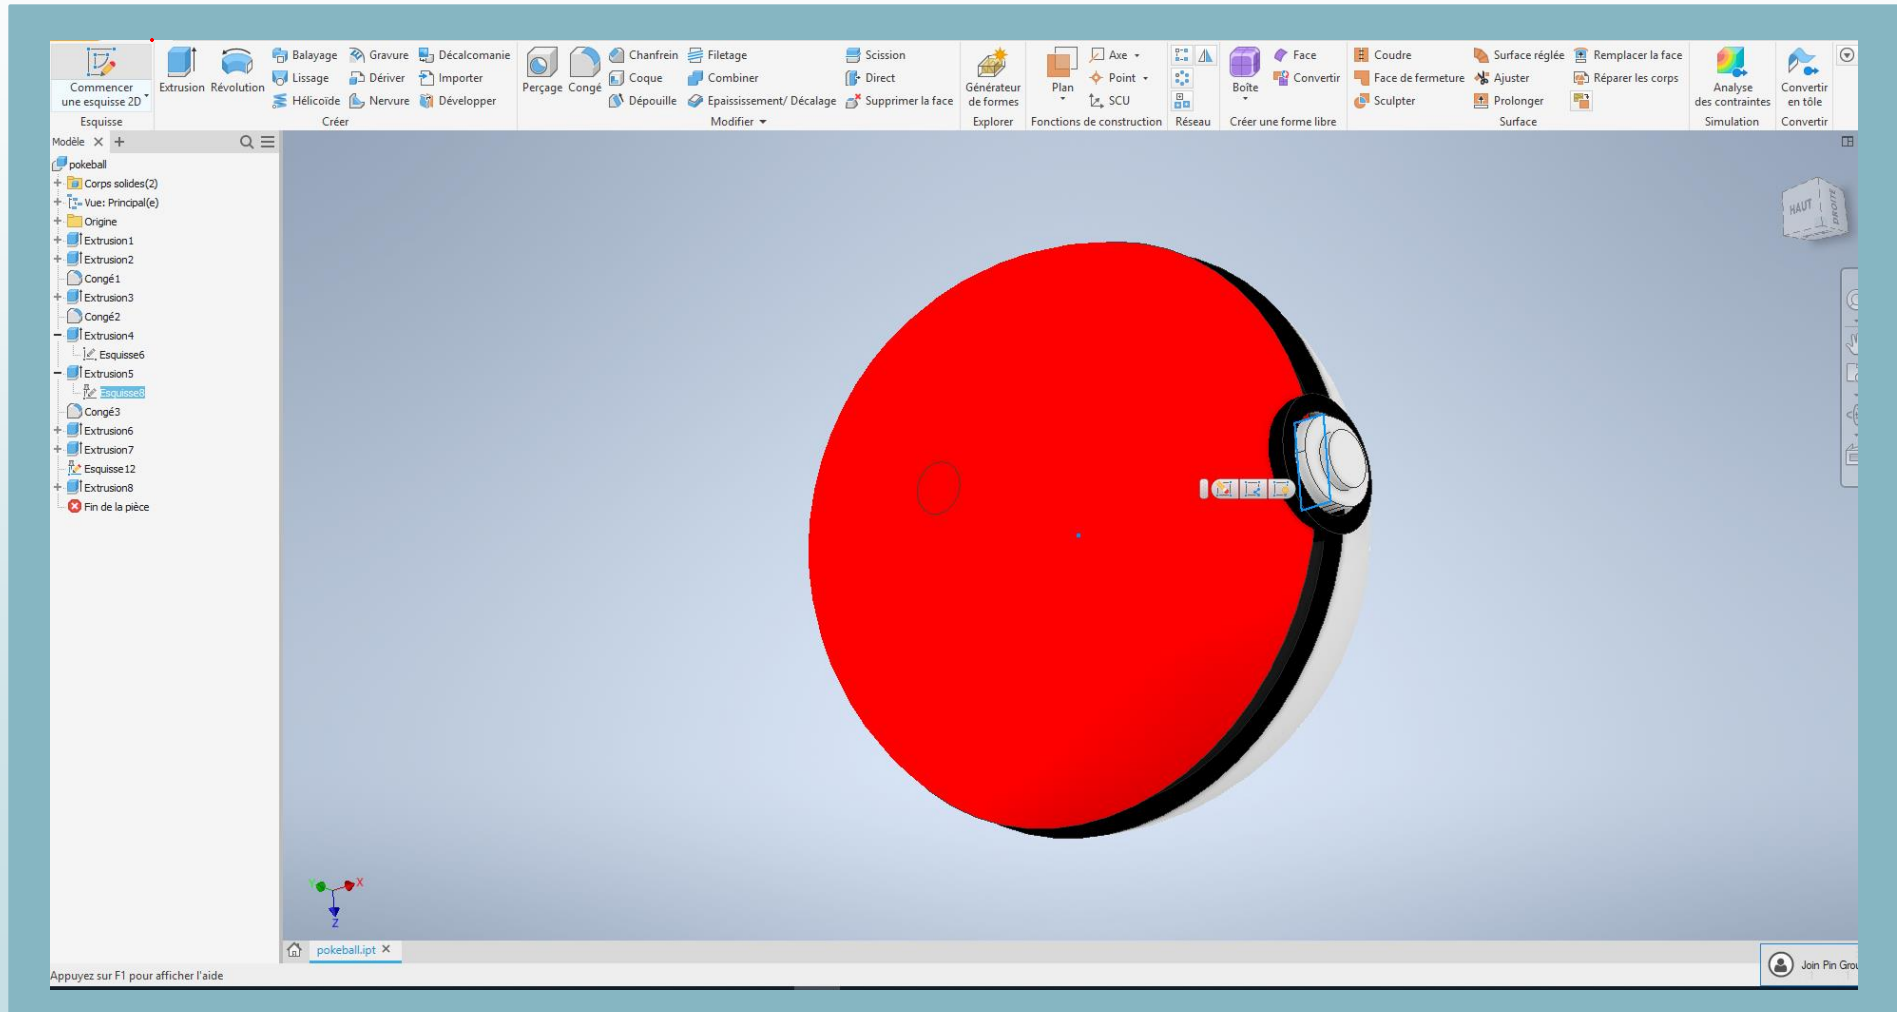 Commencer
une esquisse 2D
Extrusion
Révolution
Balayage
Lissage
Hélicoïde
Gravure
Dériver
Nervure
Décalcomanie
Importer
Développer
Perçage
Congé
Chanfrein
Coque
Dépouille
Filetage
Combiner
Epaississement/ Décalage
Scission
Direct
Supprimer la face
Générateur
de formes
Plan
Axe
Point
SCU
Boîte
Face
Convertir
Coudre
Face de fermeture
Sculpter
Surface réglée
Ajuster
Prolonger
Remplacer la face
Réparer les corps
Analyse
des contraintes
Convertir
en tôle
Esquisse
Créer
Modifier
Explorer
Fonctions de construction
Réseau
Créer une forme libre
Surface
Simulation
Convertir
Modèle
pokeball
Corps solides(2)
Vue: Principal(e)
Origine
Extrusion1
Extrusion2
Congé1
Extrusion3
Congé2
Extrusion4
Esquisse6
Extrusion5
Esquisse8
Congé3
Extrusion6
Extrusion7
Esquisse12
Extrusion8
Fin de la pièce
HAUT
DROITE
Y
X
Z
pokeball.ipt
Appuyez sur F1 pour afficher l'aide
Join Pin Grou